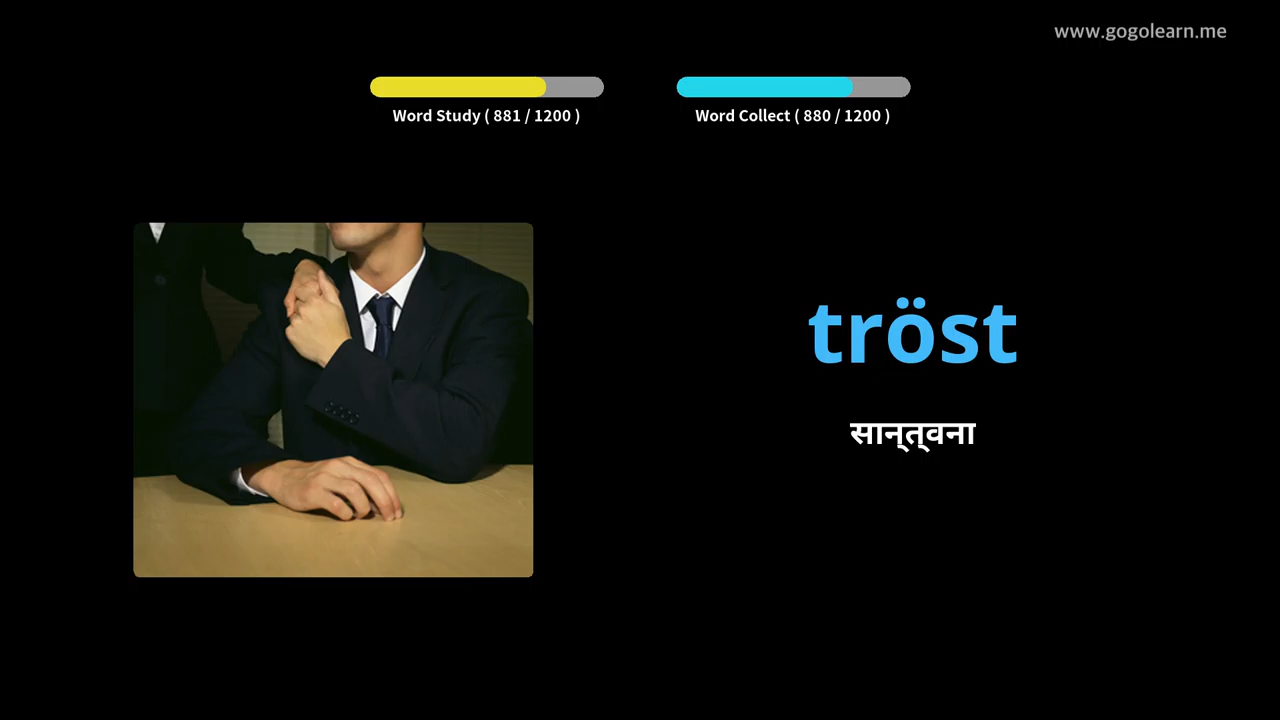 www.gogolearn.me
Word Study ( 881 / 1200 )
Word Collect ( 880 / 1200 )
tröst
सान्‌त्‌वना